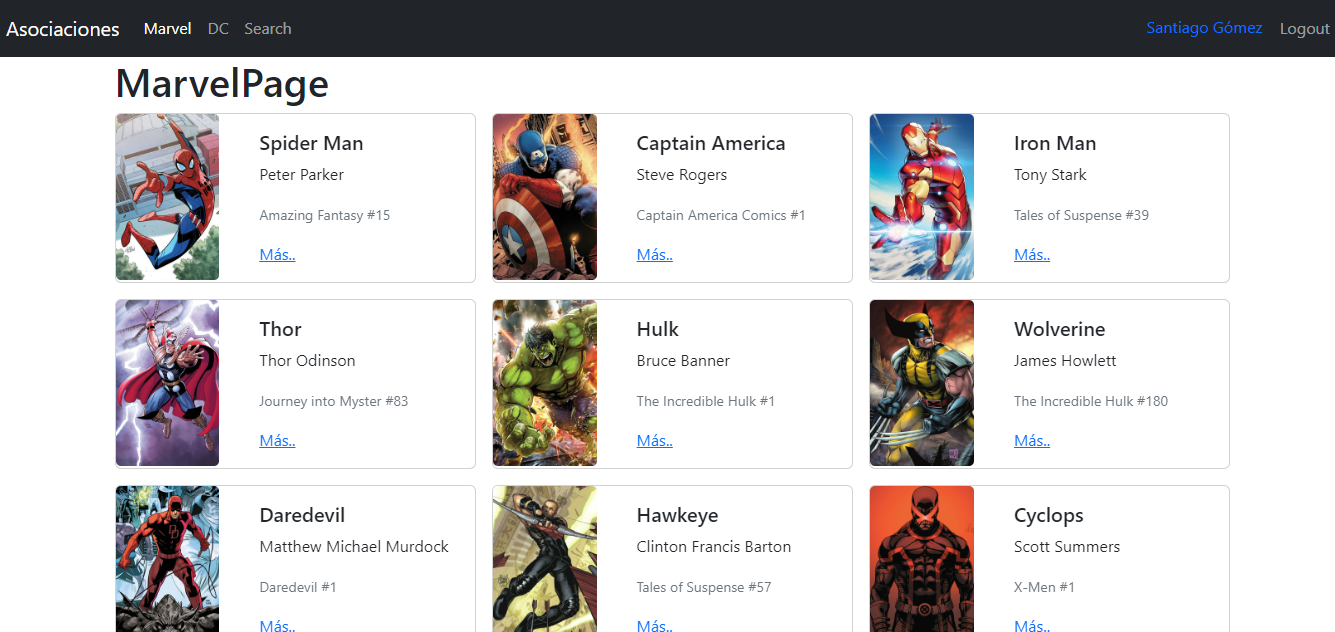 Asociaciones Marvel DC Search Santiago Gómez Logout
MarvelPage
Spider Man
Peter Parker
Amazing Fantasy #15
Más..
Captain America
Steve Rogers
Captain America Comics #1
Más..
Iron Man
Tony Stark
Tales of Suspense #39
Más..
Thor
Thor Odinson
Journey into Myster #83
Más..
Hulk
Bruce Banner
The Incredible Hulk #1
Más..
Wolverine
James Howlett
The Incredible Hulk #180
Más..
Daredevil
Matthew Michael Murdock
Daredevil #1
Más..
Hawkeye
Clinton Francis Barton
Tales of Suspense #57
Más..
Cyclops
Scott Summers
X-Men #1
Más..